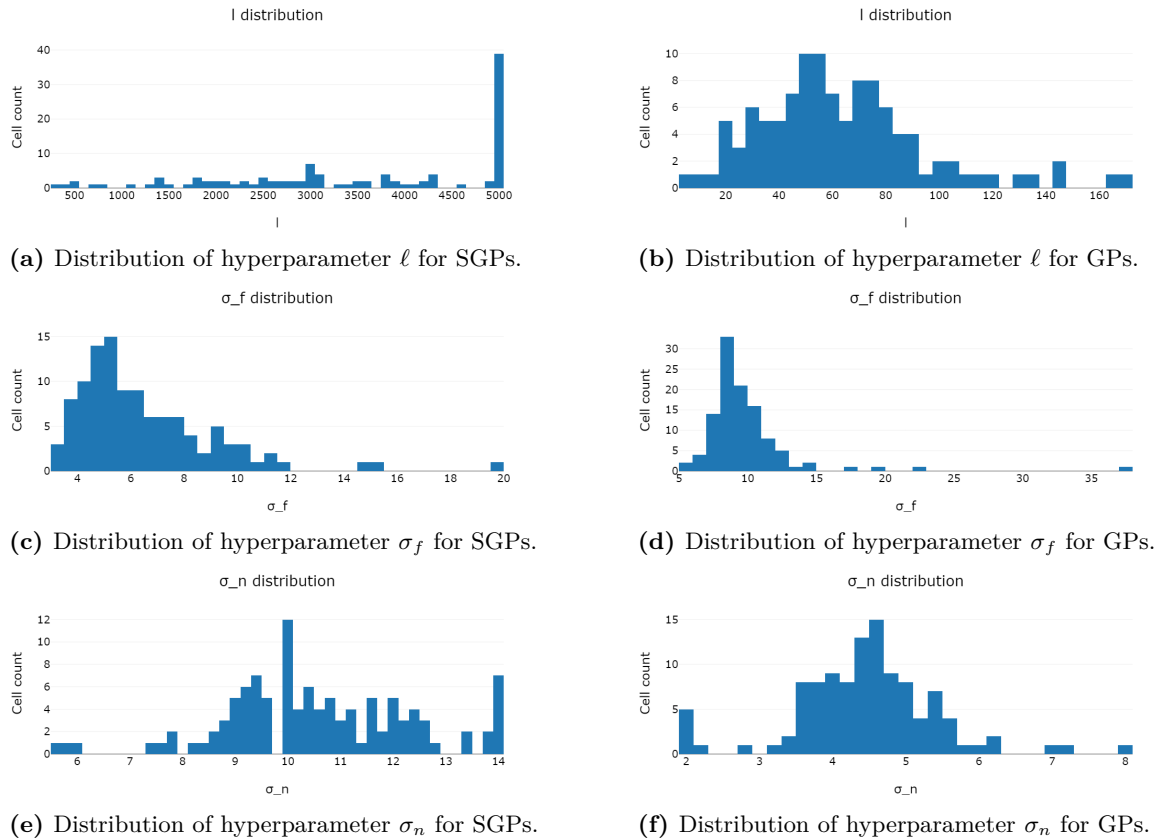 l distribution
40
30
20
10
0
Cell count
500 1000 1500 2000 2500 3000 3500 4000 4500 5000
l
(a) Distribution of hyperparameter ℓ for SGPs.
l distribution
10
8
6
4
2
0
Cell count
20 40 60 80 100 120 140 160
l
(b) Distribution of hyperparameter ℓ for GPs.
σ_f distribution
15
10
5
0
Cell count
4 6 8 10 12 14 16 18 20
σ_f
(c) Distribution of hyperparameter σf for SGPs.
σ_f distribution
30
25
20
15
10
5
0
Cell count
5 10 15 20 25 30 35
σ_f
(d) Distribution of hyperparameter σf for GPs.
σ_n distribution
12
10
8
6
4
2
0
Cell count
6 7 8 9 10 11 12 13 14
σ_n
(e) Distribution of hyperparameter σn for SGPs.
σ_n distribution
15
10
5
0
Cell count
2 3 4 5 6 7 8
σ_n
(f) Distribution of hyperparameter σn for GPs.